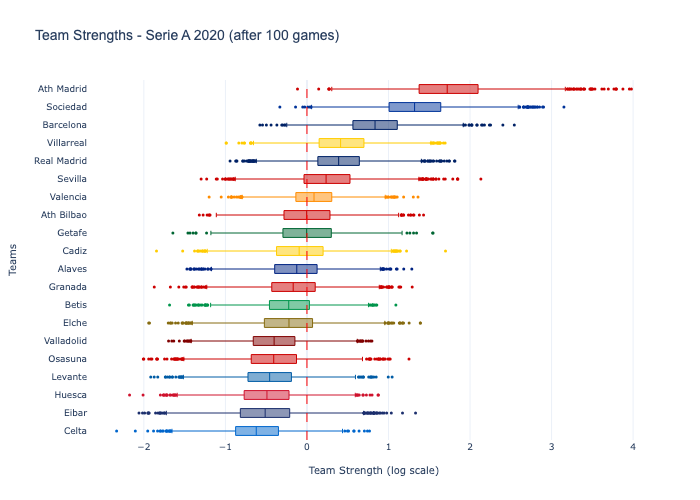 Team Strengths - Serie A 2020 (after 100 games)
Ath Madrid
Sociedad
Barcelona
Villarreal
Real Madrid
Sevilla
Valencia
Ath Bilbao
Getafe
Cadiz
Alaves
Granada
Betis
Elche
Valladolid
Osasuna
Levante
Huesca
Eibar
Celta
Teams
−2 −1 0 1 2 3 4
Team Strength (log scale)